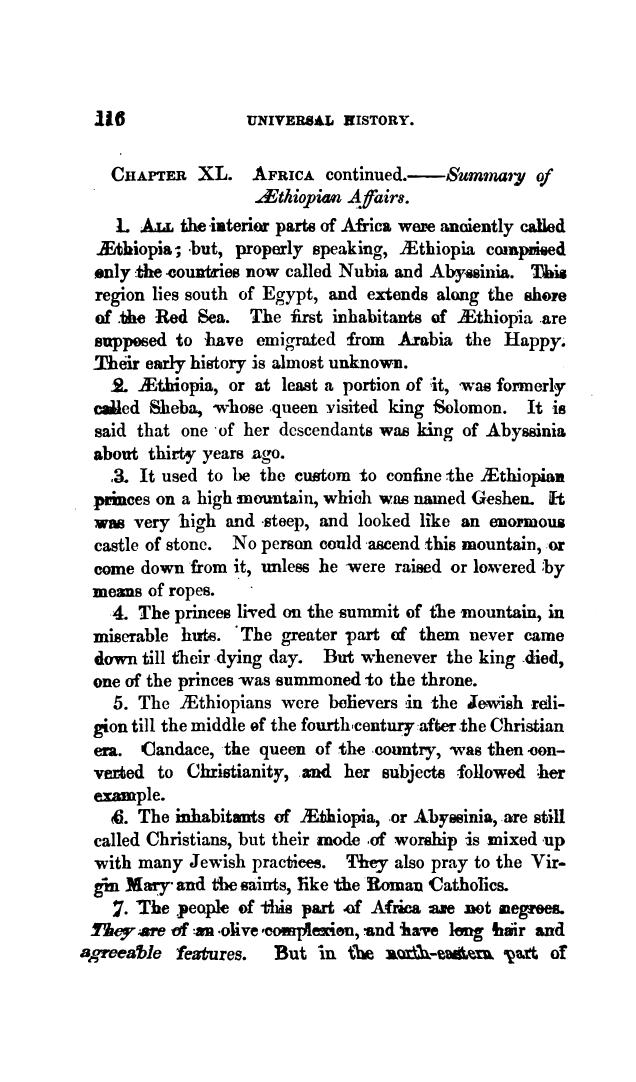 116 UNIVERSAL HISTORY.
CHAPTER XL. AFRICA continued.——Summary of
Æthiopian Affairs.
1. ALL the interior parts of Africa were anciently called
Æthiopia; but, properly speaking, Æthiopia comprised
only the countries now called Nubia and Abyssinia. This
region lies south of Egypt, and extends along the shore
of the Red Sea. The first inhabitants of Æthiopia are
supposed to have emigrated from Arabia the Happy.
Their early history is almost unknown.
2. Æthiopia, or at least a portion of it, was formerly
called Sheba, whose queen visited king Solomon. It is
said that one of her descendants was king of Abyssinia
about thirty years ago.
3. It used to be the custom to confine the Æthiopian
princes on a high mountain, which was named Geshen. It
was very high and steep, and looked like an enormous
castle of stone. No person could ascend this mountain, or
come down from it, unless he were raised or lowered by
means of ropes.
4. The princes lived on the summit of the mountain, in
miserable huts. The greater part of them never came
down till their dying day. But whenever the king died,
one of the princes was summoned to the throne.
5. The Æthiopians were believers in the Jewish reli-
gion till the middle of the fourth century after the Christian
era. Candace, the queen of the country, was then con-
verted to Christianity, and her subjects followed her
example.
6. The inhabitants of Æthiopia, or Abyssinia, are still
called Christians, but their mode of worship is mixed up
with many Jewish practices. They also pray to the Vir-
gin Mary and the saints, like the Roman Catholics.
7. The people of this part of Africa are not negroes.
They are of an olive complexion, and have long hair and
agreeable features. But in the north-eastern part of